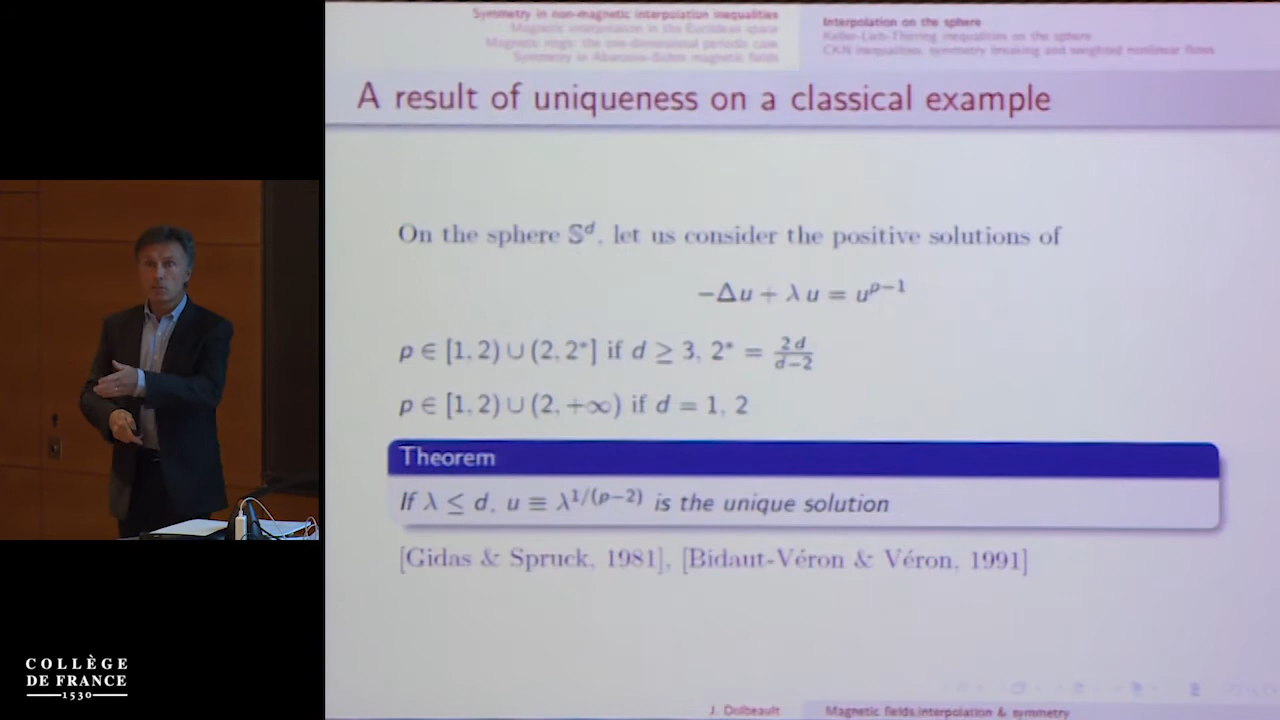 Symmetry in non-magnetic interpolation inequalities
Magnetic interpolation in the Euclidean space
Magnetic rings: the one-dimensional periodic case
Symmetry in Aharonov-Bohm magnetic fields
Interpolation on the sphere
Keller-Lieb-Thirring inequalities on the sphere
CKN inequalities, symmetry breaking and weighted nonlinear flows
A result of uniqueness on a classical example
On the sphere 𝕊ᵈ, let us consider the positive solutions of
−Δu + λ u = u^{p−1}
p ∈ [1, 2) ∪ (2, 2*] if d ≥ 3, 2* = \frac{2d}{d−2}
p ∈ [1, 2) ∪ (2, +∞) if d = 1, 2
Theorem
If λ ≤ d, u ≡ λ^{1/(p−2)} is the unique solution
[Gidas & Spruck, 1981], [Bidaut-Véron & Véron, 1991]
COLLÈGE
DE FRANCE
1530
J. Dolbeault
Magnetic fields, interpolation & symmetry